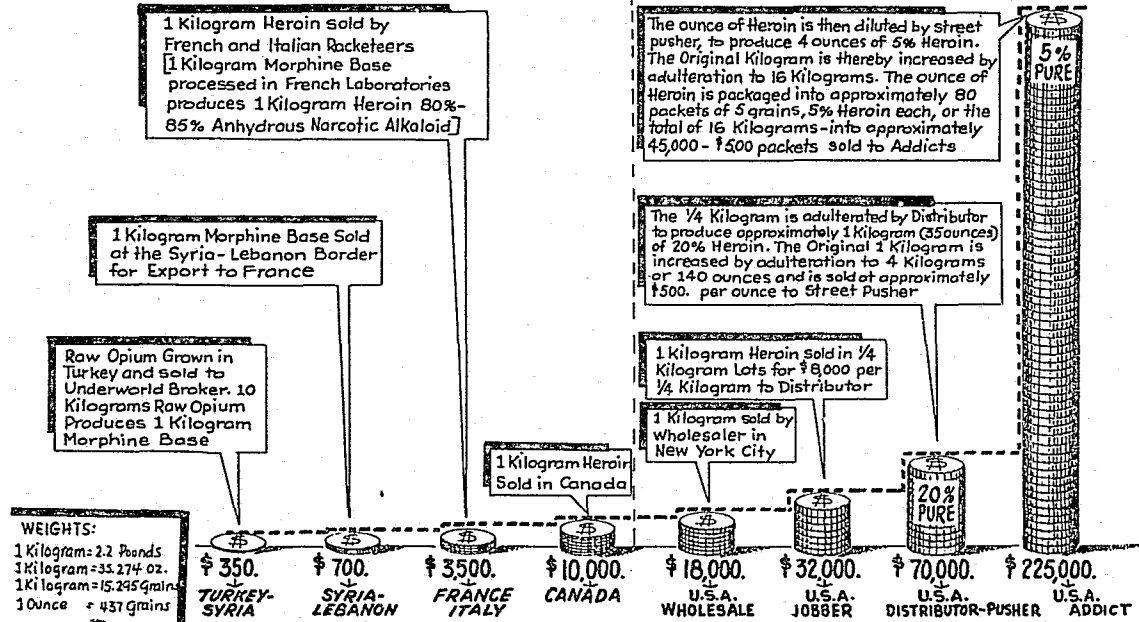 1 Kilogram Heroin sold by
French and Italian Racketeers
[1 Kilogram Morphine Base
processed in French Laboratories
produces 1 Kilogram Heroin 80%-
85% Anhydrous Narcotic Alkaloid]
The ounce of Heroin is then diluted by street
pusher, to produce 4 ounces of 5% Heroin.
The Original Kilogram is thereby increased by
adulteration to 16 Kilograms. The ounce of
Heroin is packaged into approximately 80
packets of 5 grains, 5% Heroin each, or the
total of 16 Kilograms-into approximately
45,000 - $5.00 packets sold to Addicts
$
5%
PURE
1 Kilogram Morphine Base Sold
at the Syria-Lebanon Border
for Export to France
The 1/4 Kilogram is adulterated by Distributor
to produce approximately 1 Kilogram (35 ounces)
of 20% Heroin. The Original 1 Kilogram is
increased by adulteration to 4 Kilograms
or 140 ounces and is sold at approximately
$500. per ounce to Street Pusher
Raw Opium Grown in
Turkey and sold to
Underworld Broker. 10
Kilograms Raw Opium
Produces 1 Kilogram
Morphine Base
1 Kilogram Heroin sold in 1/4
Kilogram Lots for $8,000 per
1/4 Kilogram to Distributor
1 Kilogram sold by
Wholesaler in
New York City
1 Kilogram Heroin
Sold in Canada
$
20%
PURE
$ $ $ $ $ $
WEIGHTS:
1 Kilogram = 2.2 Pounds
1 Kilogram = 35.274 oz.
1 Kilogram = 15.295 Grains
1 Ounce = 437 Grains
$350.
TURKEY-
SYRIA
$700.
SYRIA-
LEBANON
$3,500.
FRANCE
ITALY
$10,000.
CANADA
$18,000.
U.S.A.
WHOLESALE
$32,000.
U.S.A.
JOBBER
$70,000.
U.S.A.
DISTRIBUTOR-PUSHER
$225,000.
U.S.A.
ADDICT